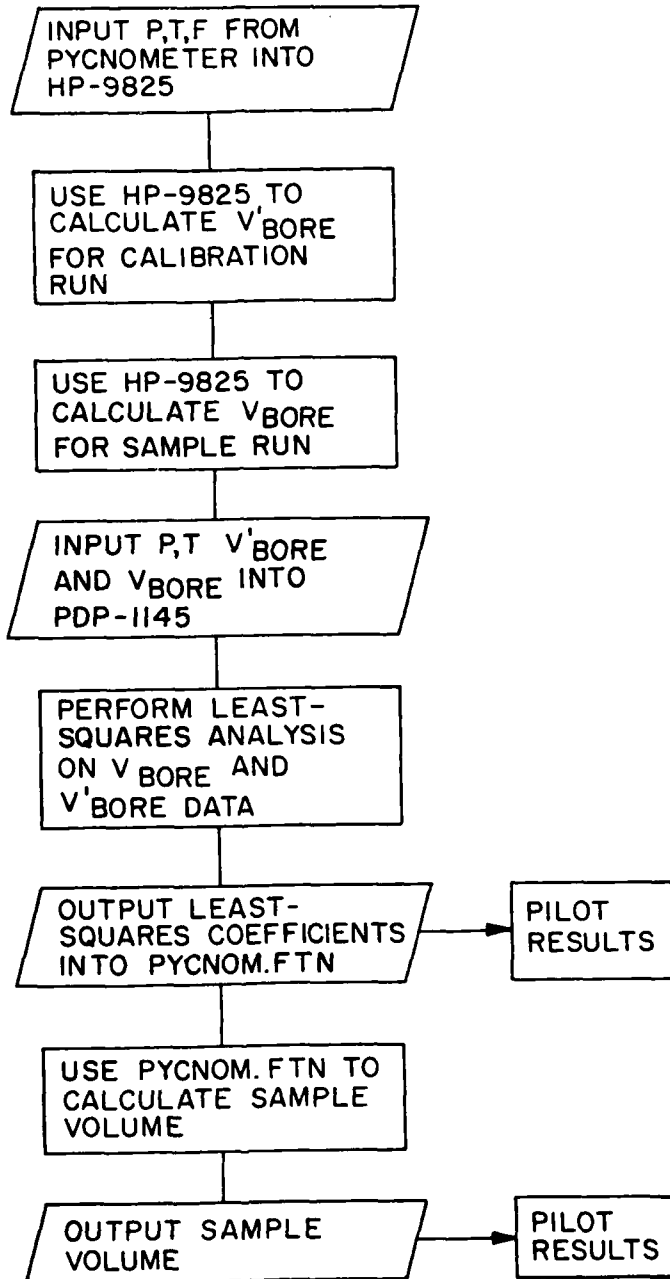 INPUT P,T,F FROM
PYCNOMETER INTO
HP-9825
USE HP-9825 TO
CALCULATE V'BORE
FOR CALIBRATION
RUN
USE HP-9825 TO
CALCULATE VBORE
FOR SAMPLE RUN
INPUT P,T V'BORE
AND VBORE INTO
PDP-1145
PERFORM LEAST-
SQUARES ANALYSIS
ON VBORE AND
V'BORE DATA
OUTPUT LEAST-
SQUARES COEFFICIENTS
INTO PYCNOM.FTN
PILOT
RESULTS
USE PYCNOM.FTN TO
CALCULATE SAMPLE
VOLUME
OUTPUT SAMPLE
VOLUME
PILOT
RESULTS